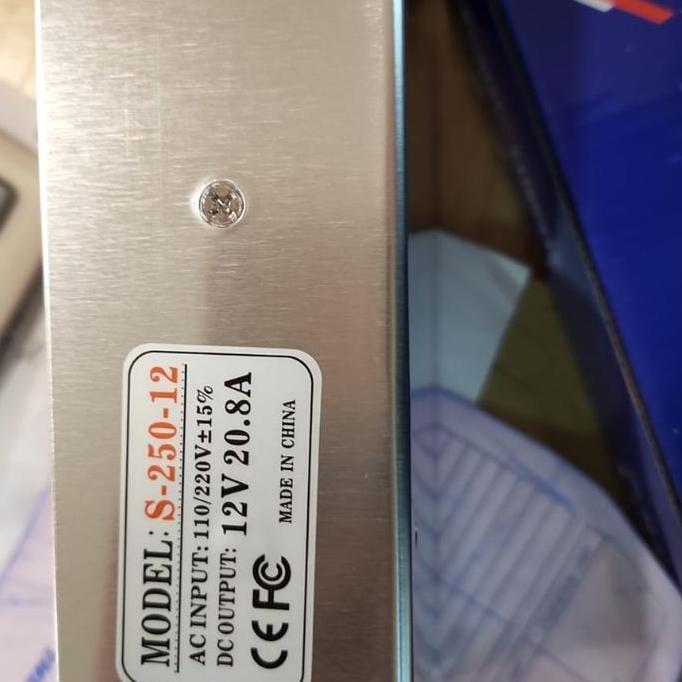 MODEL: S-250-12
AC INPUT: 110/220V±15%
DC OUTPUT: 12V 20.8A
CE FC MADE IN CHINA